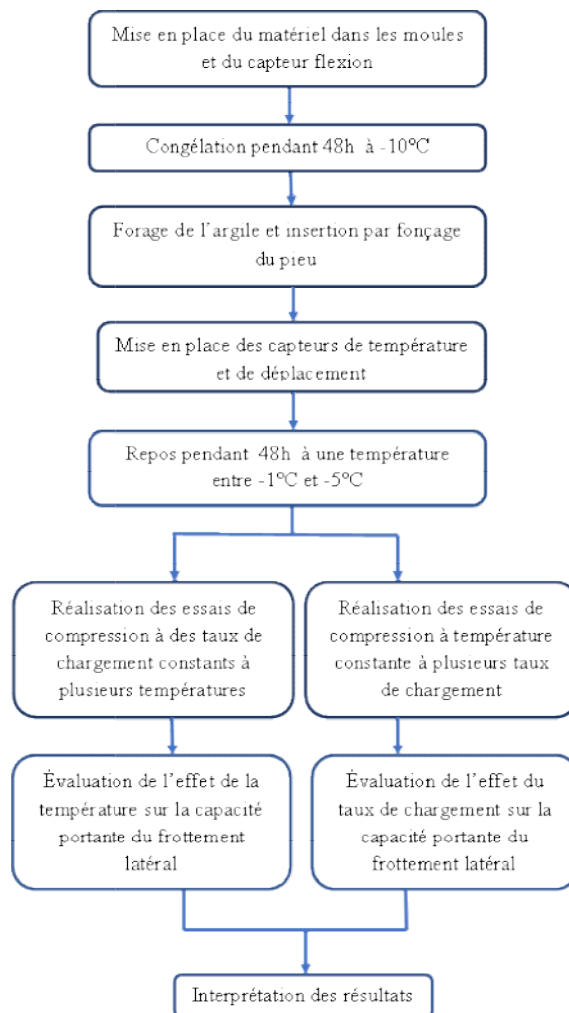 Mise en place du matériel dans les moules
et du capteur flexion
Congélation pendant 48h à -10°C
Forage de l'argile et insertion par fonçage
du pieu
Mise en place des capteurs de température
et de déplacement
Repos pendant 48h à une température
entre -1°C et -5°C
Réalisation des essais de
compression à des taux de
chargement constants à
plusieurs températures
Réalisation des essais de
compression à température
constante à plusieurs taux
de chargement
Évaluation de l'effet de la
température sur la capacité
portante du frottement
latéral
Évaluation de l'effet du
taux de chargement sur la
capacité portante du
frottement latéral
Interprétation des résultats